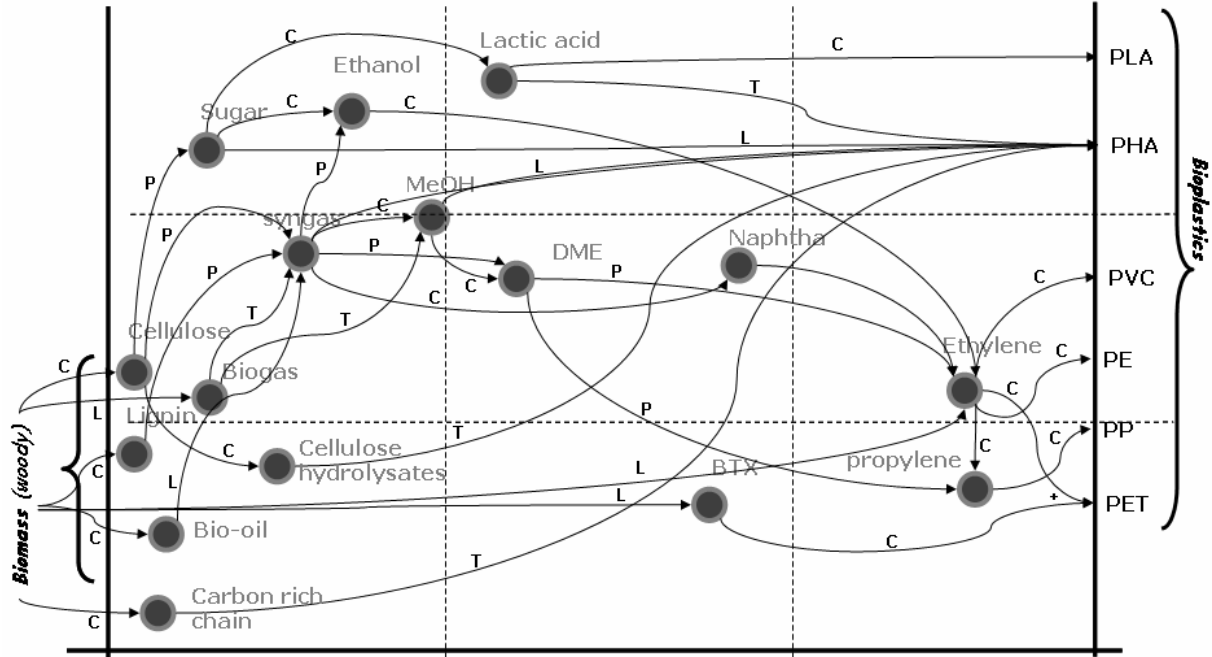 C
Lactic acid
C
PLA
Ethanol
T
Sugar
C
C
L
PHA
P
P
L
MeOH
syngas
C
P
Naphtha
Bioplastics
P
P
DME
P
C
C
C
PVC
T
T
Cellulose
Ethylene
C
PE
C
Biogas
C
L
Lignin
P
PP
T
C
C
C
Cellulose
hydrolysates
C
L
BTX
propylene
L
L
+
PET
Biomass (woody)
C
Bio-oil
C
T
Carbon rich
chain
C